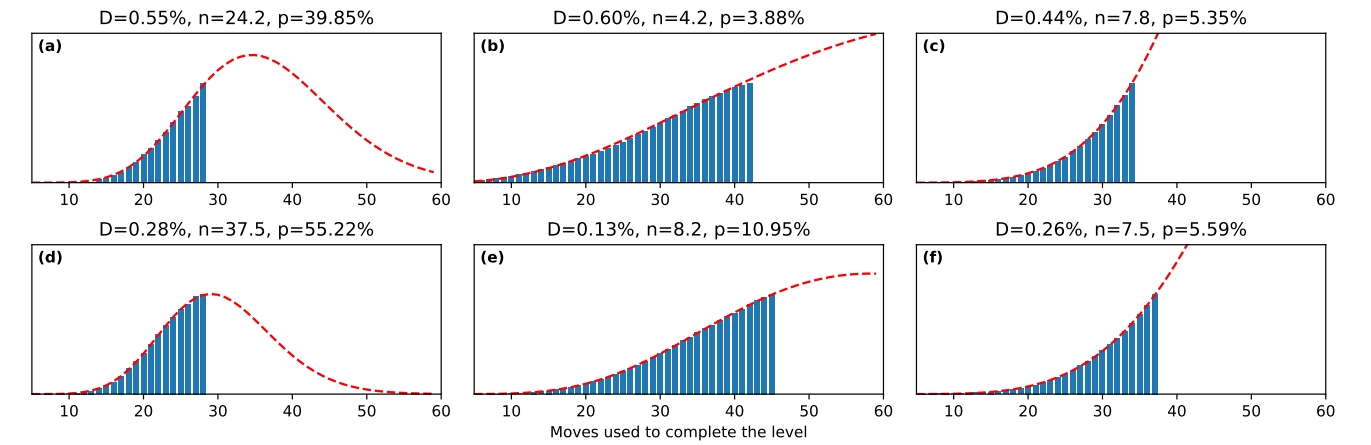 D=0.55%, n=24.2, p=39.85%
D=0.60%, n=4.2, p=3.88%
D=0.44%, n=7.8, p=5.35%
(a)
(b)
(c)
10 20 30 40 50 60
10 20 30 40 50 60
10 20 30 40 50 60
D=0.28%, n=37.5, p=55.22%
D=0.13%, n=8.2, p=10.95%
D=0.26%, n=7.5, p=5.59%
(d)
(e)
(f)
10 20 30 40 50 60
10 20 30 40 50 60
10 20 30 40 50 60
Moves used to complete the level